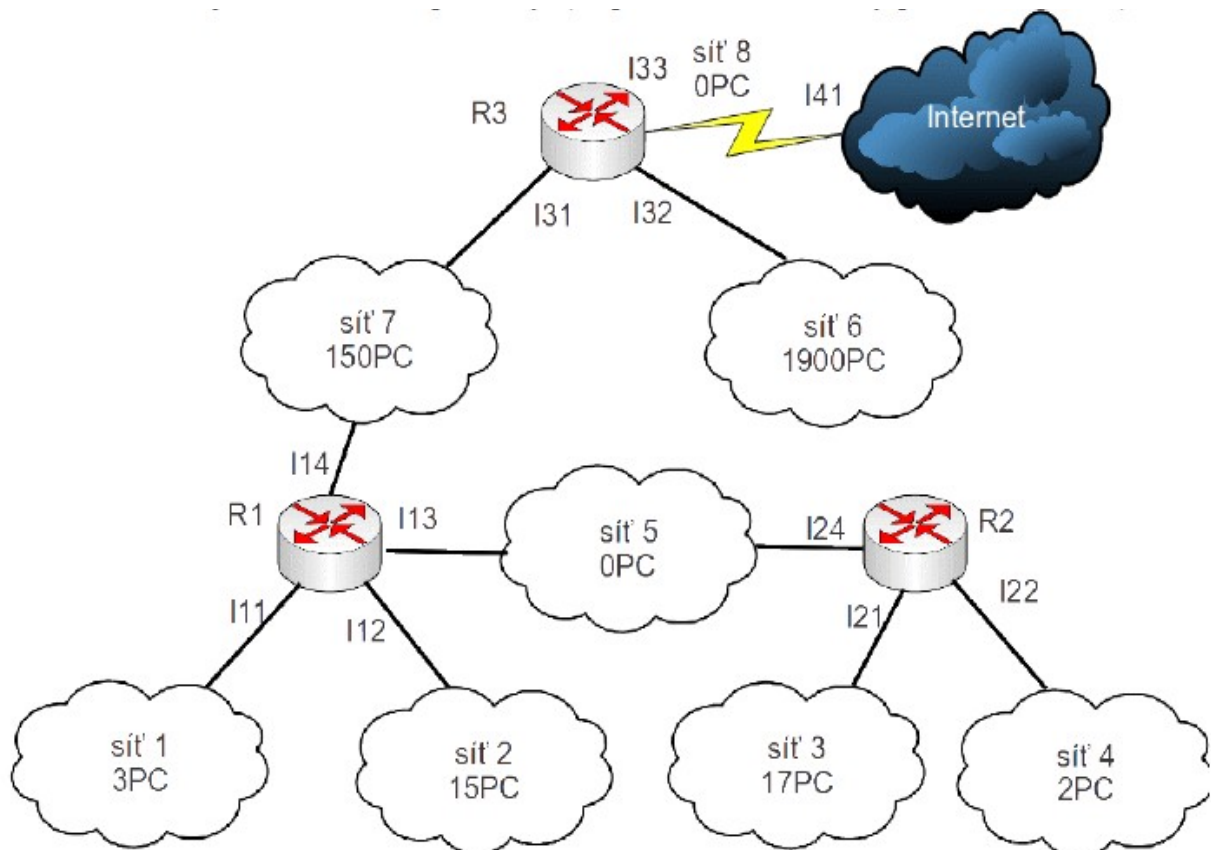 síť 8
0PC
I33
I41
R3
Internet
I31
I32
síť 7
150PC
síť 6
1900PC
I14
R1
I13
síť 5
0PC
I24
R2
I11
I12
I21
I22
síť 1
3PC
síť 2
15PC
síť 3
17PC
síť 4
2PC